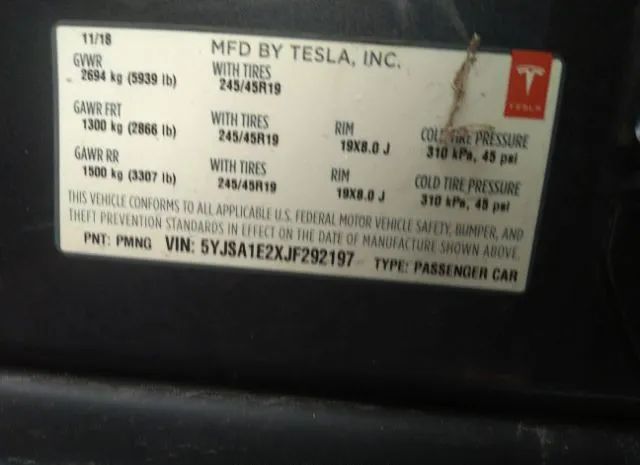 11/18 MFD BY TESLA, INC.
GVWR WITH TIRES
2694 kg (5939 lb) 245/45R19
GAWR FRT WITH TIRES RIM COLD TIRE PRESSURE
1300 kg (2866 lb) 245/45R19 19X8.0 J 310 kPa, 45 psi
GAWR RR WITH TIRES RIM COLD TIRE PRESSURE
1500 kg (3307 lb) 245/45R19 19X8.0 J 310 kPa, 45 psi
THIS VEHICLE CONFORMS TO ALL APPLICABLE U.S. FEDERAL MOTOR VEHICLE SAFETY, BUMPER, AND
THEFT PREVENTION STANDARDS IN EFFECT ON THE DATE OF MANUFACTURE SHOWN ABOVE.
PNT: PMNG VIN: 5YJSA1E2XJF292197 TYPE: PASSENGER CAR
TESLA